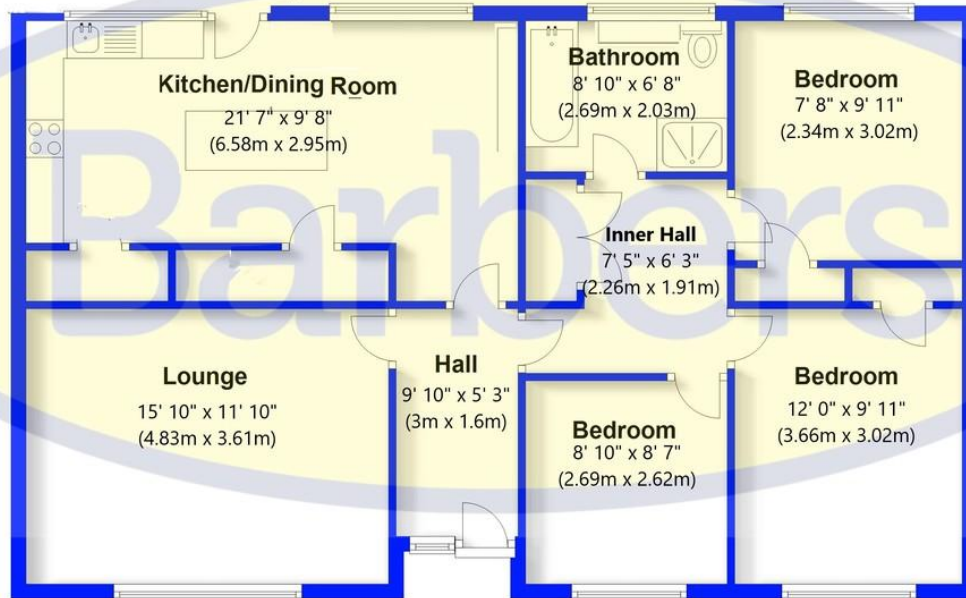 Kitchen/Dining Room
21' 7" x 9' 8"
(6.58m x 2.95m)
Bathroom
8' 10" x 6' 8"
(2.69m x 2.03m)
Bedroom
7' 8" x 9' 11"
(2.34m x 3.02m)
Inner Hall
7' 5" x 6' 3"
(2.26m x 1.91m)
Lounge
15' 10" x 11' 10"
(4.83m x 3.61m)
Hall
9' 10" x 5' 3"
(3m x 1.6m)
Bedroom
8' 10" x 8' 7"
(2.69m x 2.62m)
Bedroom
12' 0" x 9' 11"
(3.66m x 3.02m)
Barbers